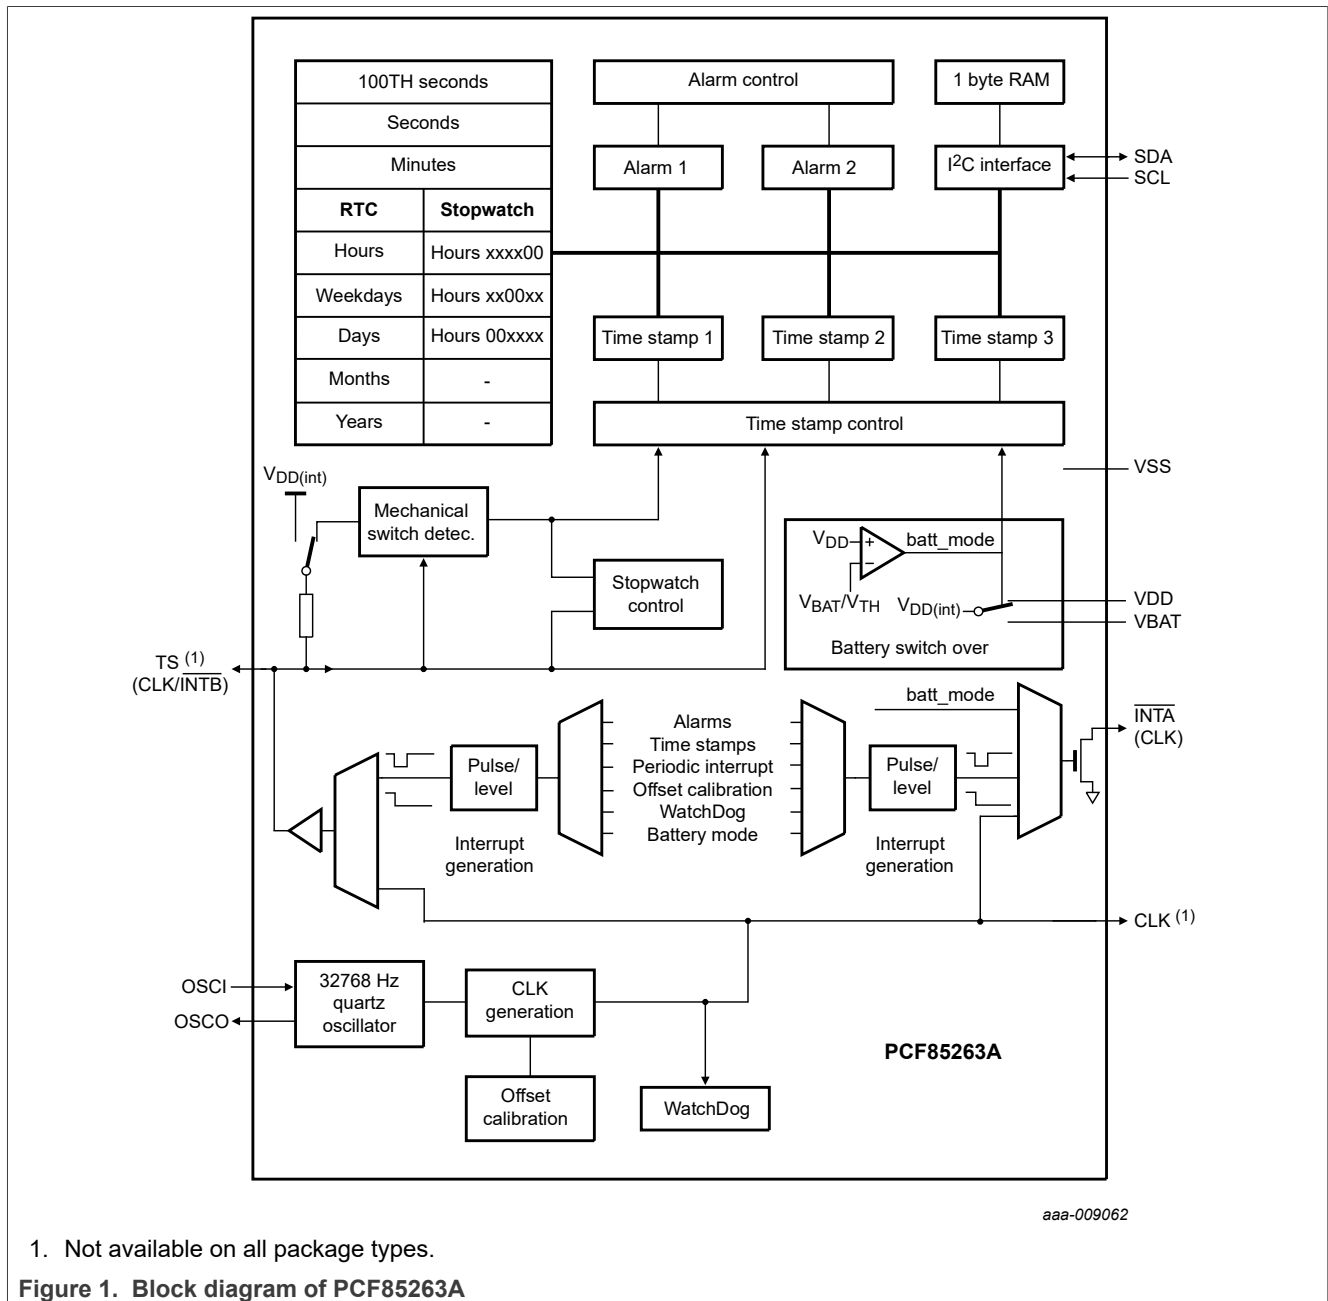 100TH seconds
Seconds
Minutes
RTC Stopwatch
Hours Hours xxxx00
Weekdays Hours xx00xx
Days Hours 00xxxx
Months -
Years -
Alarm control
1 byte RAM
Alarm 1
Alarm 2
I2C interface
SDA
SCL
Time stamp 1
Time stamp 2
Time stamp 3
Time stamp control
VSS
VDD(int)
Mechanical
switch detec.
Stopwatch
control
VDD
+
−
batt_mode
VBAT/VTH
VDD(int)
Battery switch over
VDD
VBAT
TS (1)
(CLK/INTB)
batt_mode
INTA
(CLK)
Pulse/
level
Interrupt
generation
Alarms
Time stamps
Periodic interrupt
Offset calibration
WatchDog
Battery mode
Pulse/
level
Interrupt
generation
CLK (1)
OSCI
OSCO
32768 Hz
quartz
oscillator
CLK
generation
Offset
calibration
WatchDog
PCF85263A
aaa-009062
1. Not available on all package types.
Figure 1. Block diagram of PCF85263A